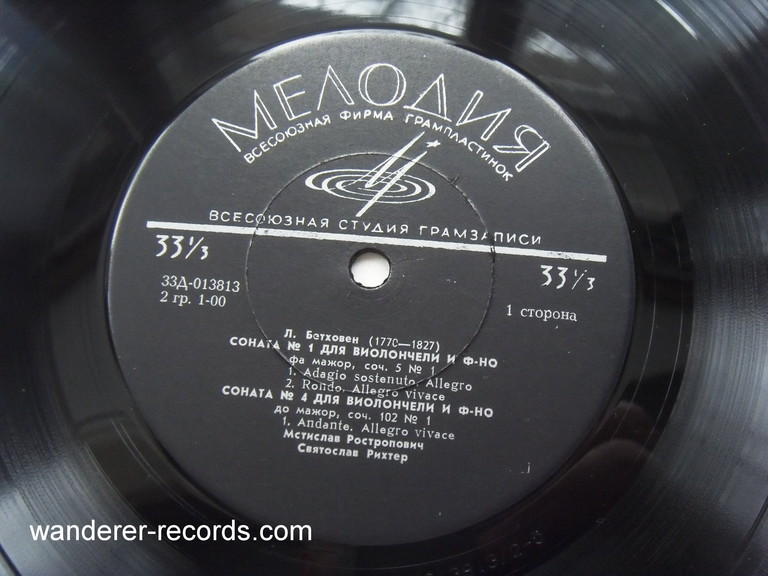 МЕЛОДИЯ
ВСЕСОЮЗНАЯ ФИРМА ГРАМПЛАСТИНОК
ВСЕСОЮЗНАЯ СТУДИЯ ГРАМЗАПИСИ
33⅓ 33⅓
33Д-013813
2 гр. 1-00
1 сторона
Л. Бетховен (1770—1827)
СОНАТА № 1 ДЛЯ ВИОЛОНЧЕЛИ И Ф-НО
фа мажор, соч. 5 № 1
1. Adagio sostenuto. Allegro
2. Rondo. Allegro vivace
СОНАТА № 4 ДЛЯ ВИОЛОНЧЕЛИ И Ф-НО
до мажор, соч. 102 № 1
1. Andante. Allegro vivace
Мстислав Ростропович
Святослав Рихтер
wanderer-records.com